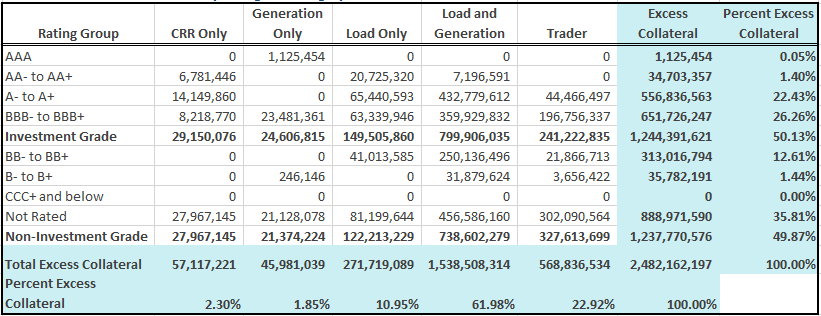 Generation Load and Excess Percent Excess
Rating Group CRR Only Only Load Only Generation Trader Collateral Collateral
AAA 0 1,125,454 0 0 0 1,125,454 0.05%
AA- to AA+ 6,781,446 0 20,725,320 7,196,591 0 34,703,357 1.40%
A- to A+ 14,149,860 0 65,440,593 432,779,612 44,466,497 556,836,563 22.43%
BBB- to BBB+ 8,218,770 23,481,361 63,339,946 359,929,832 196,756,337 651,726,247 26.26%
Investment Grade 29,150,076 24,606,815 149,505,860 799,906,035 241,222,835 1,244,391,621 50.13%
BB- to BB+ 0 0 41,013,585 250,136,496 21,866,713 313,016,794 12.61%
B- to B+ 0 246,146 0 31,879,624 3,656,422 35,782,191 1.44%
CCC+ and below 0 0 0 0 0 0 0.00%
Not Rated 27,967,145 21,128,078 81,199,644 456,586,160 302,090,564 888,971,590 35.81%
Non-Investment Grade 27,967,145 21,374,224 122,213,229 738,602,279 327,613,699 1,237,770,576 49.87%
Total Excess Collateral 57,117,221 45,981,039 271,719,089 1,538,508,314 568,836,534 2,482,162,197 100.00%
Percent Excess
Collateral 2.30% 1.85% 10.95% 61.98% 22.92% 100.00%